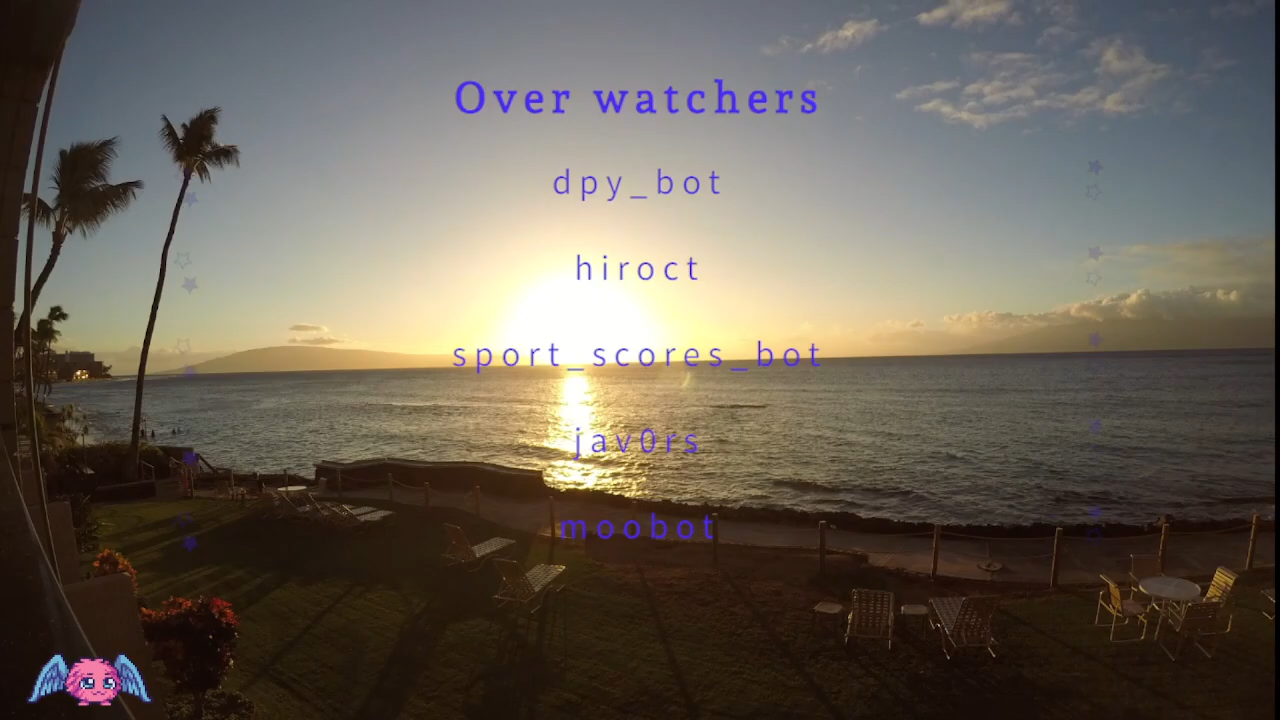 Over watchers
dpy_bot
hiroct
sport_scores_bot
jav0rs
moobot